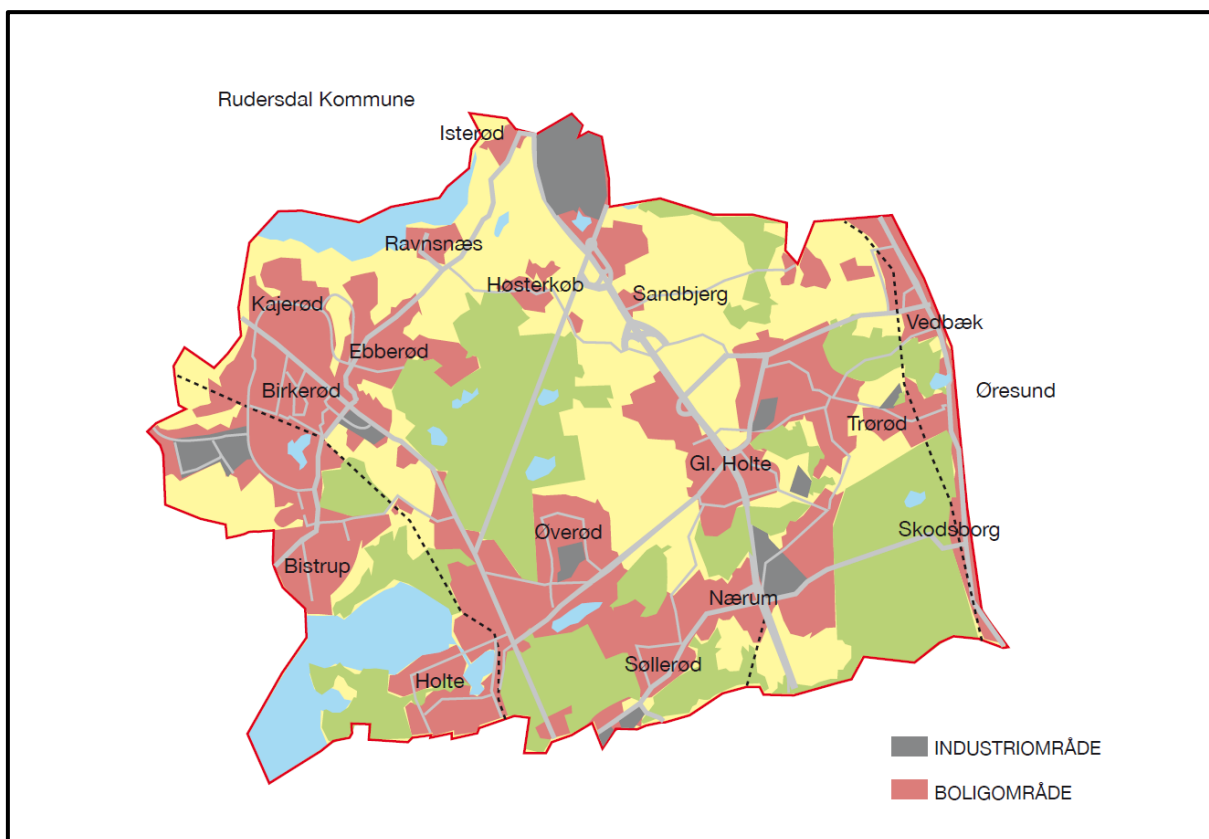 Rudersdal Kommune
Isterød
Ravnsnæs
Høsterkøb
Sandbjerg
Kajerød
Vedbæk
Ebberød
Birkerød
Øresund
Trørød
Gl. Holte
Skodsborg
Øverød
Bistrup
Nærum
Søllerød
Holte
INDUSTRIOMRÅDE
BOLIGOMRÅDE